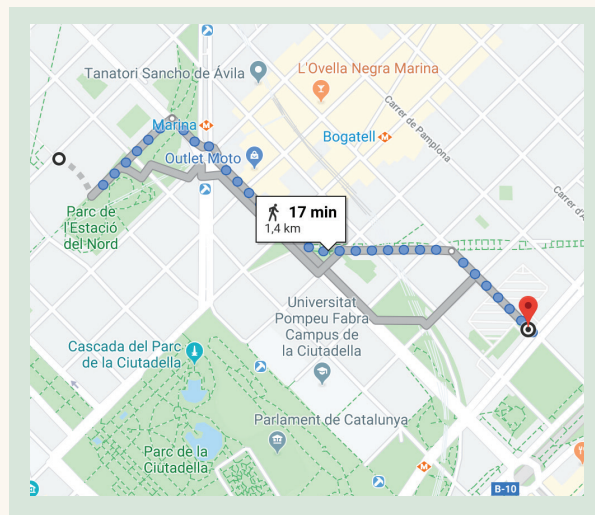 Tanatori Sancho de Ávila
L'Ovella Negra Marina
Carrer de Pamplona
Marina
M
Bogatell
M
Outlet Moto
Carrer d'A
17 min
1,4 km
Parc de
l'Estació
del Nord
Universitat
Pompeu Fabra
Campus de
la Ciutadella
Cascada del Parc
de la Ciutadella
Parlament de Catalunya
Parc de la
Ciutadella
M
B-10